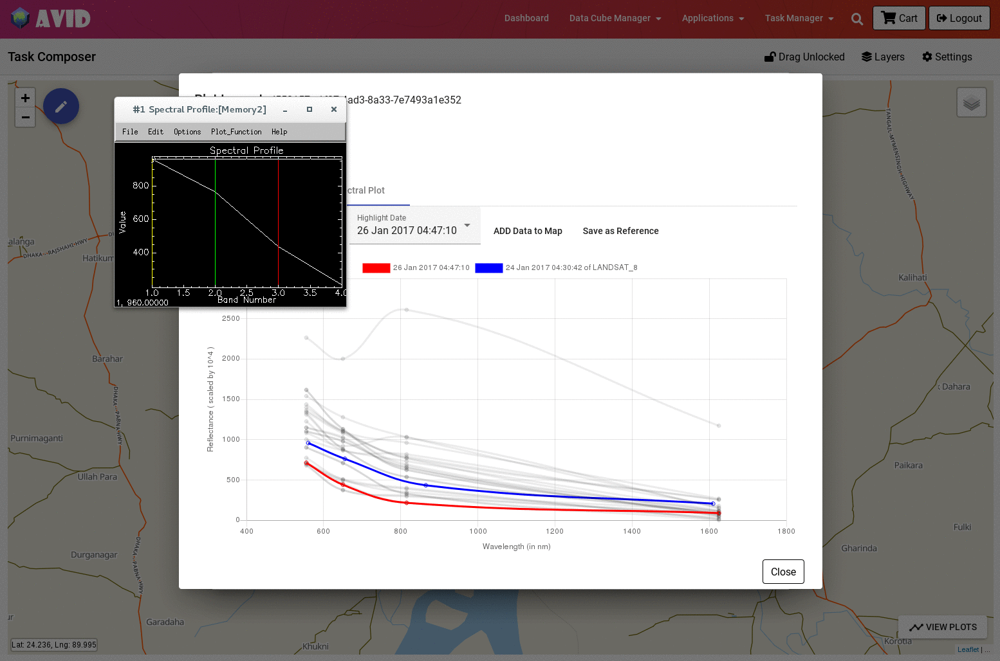 AVID
Dashboard
Data Cube Manager
Applications
Task Manager
Cart
Logout
Task Composer
Drag Unlocked
Layers
Settings
+
−
4ad3-8a33-7e7493a1e352
#1 Spectral Profile:[Memory2]
File Edit Options Plot_Function Help
Spectral Profile
800
600
400
Value
1.0 1.5 2.0 2.5 3.0 3.5 4.0
Band Number
1, 960.00000
ctral Plot
Highlight Date
26 Jan 2017 04:47:10
ADD Data to Map
Save as Reference
26 Jan 2017 04:47:10
24 Jan 2017 04:30:42 of LANDSAT_8
2500
2000
1500
1000
500
0
Reflectance ( scaled by 10^4 )
400 600 800 1000 1200 1400 1600 1800
Wavelength (in nm)
Close
TANGAIL-MYMENSINGH HIGHWAY
alanga
DHAKA - RAJSHAHI-HWY
Hatikum
Kalihati
Barahar
Dahara
DHAKA - PABNA-HWY
Purnimaganti
Ullah Para
Paikara
Fulki
Durganagar
Gharinda
DHAKA - PABNA HWY
ur
Garadaha
Khukni
Korotia
VIEW PLOTS
Lat: 24.236, Lng: 89.995
Leaflet | ...